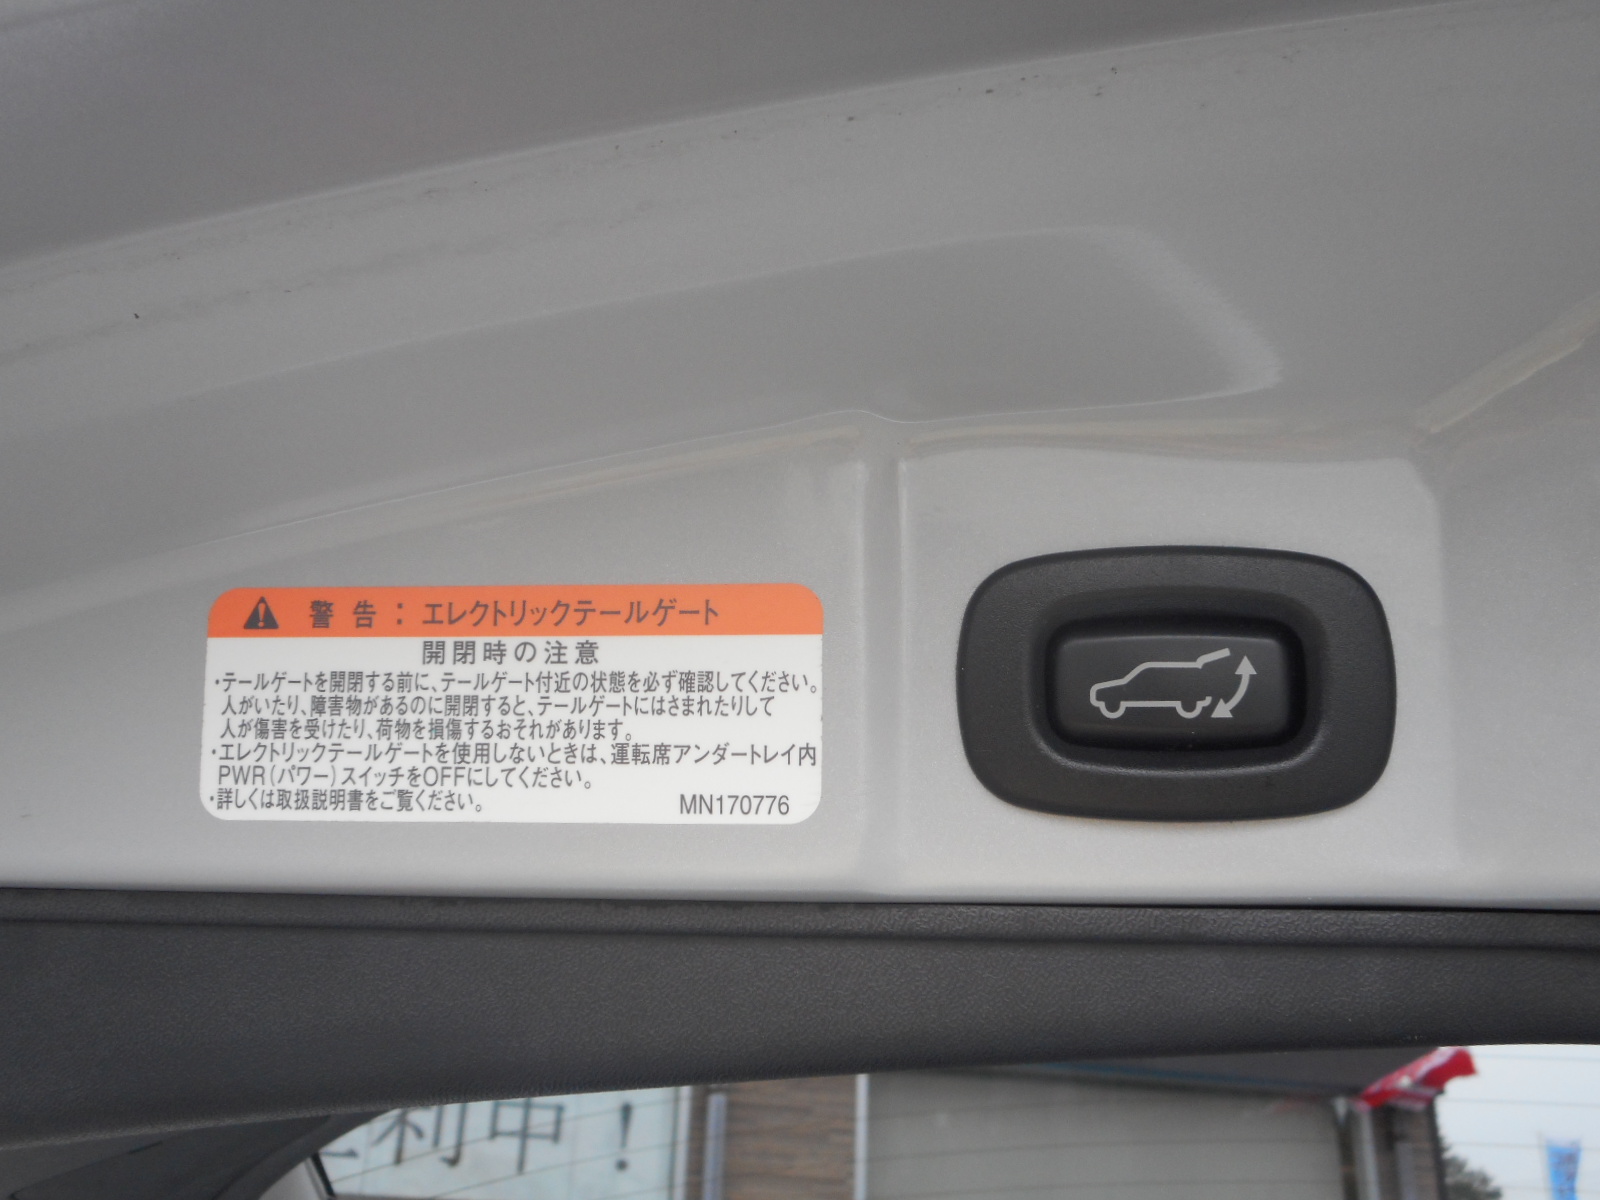 警告：エレクトリックテールゲート
開閉時の注意
・テールゲートを開閉する前に、テールゲート付近の状態を必ず確認してください。
人がいたり、障害物があるのに開閉すると、テールゲートにはさまれたりして
人が傷害を受けたり、荷物を損傷するおそれがあります。
・エレクトリックテールゲートを使用しないときは、運転席アンダートレイ内
PWR（パワー）スイッチをOFFにしてください。
・詳しくは取扱説明書をご覧ください。
MN170776
利中！